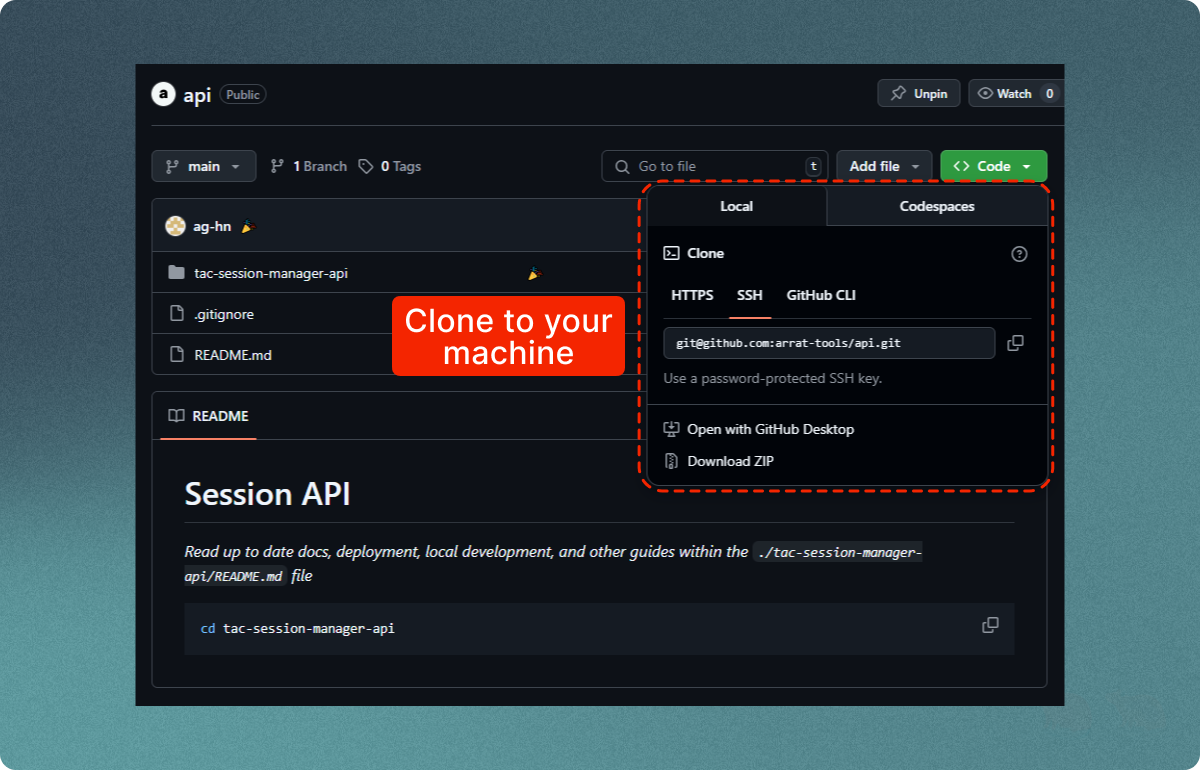 a api Public Unpin Watch 0
main 1 Branch 0 Tags Go to file t Add file Code
Local Codespaces
ag-hn
Clone
tac-session-manager-api
HTTPS SSH GitHub CLI
.gitignore
Clone to your
machine
git@github.com:arrat-tools/api.git
README.md
Use a password-protected SSH key.
README
Open with GitHub Desktop
Download ZIP
Session API
Read up to date docs, deployment, local development, and other guides within the ./tac-session-manager-
api/README.md file
cd tac-session-manager-api